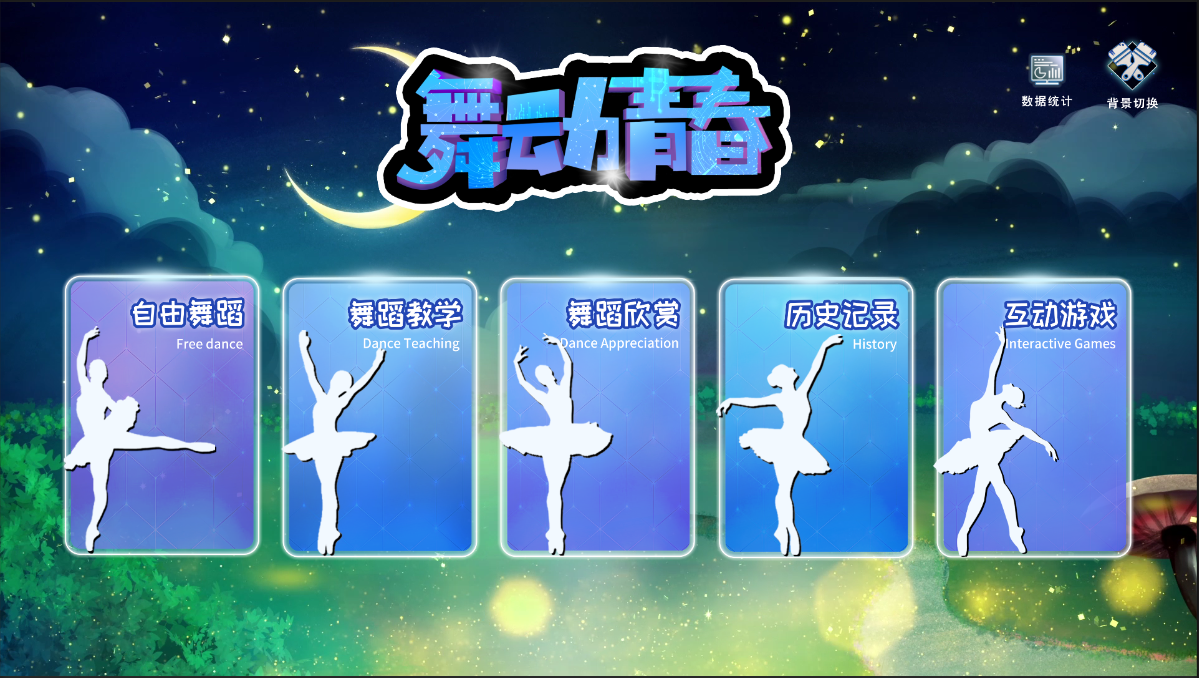 舞动青春
数据统计
背景切换
自由舞蹈
Free dance
舞蹈教学
Dance Teaching
舞蹈欣赏
Dance Appreciation
历史记录
History
互动游戏
Interactive Games